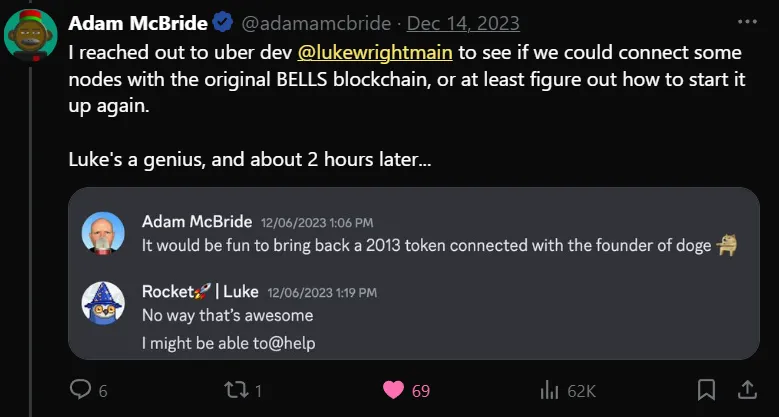 Adam McBride @adamamcbride · Dec 14, 2023
I reached out to uber dev @lukewrightmain to see if we could connect some
nodes with the original BELLS blockchain, or at least figure out how to start it
up again.
Luke's a genius, and about 2 hours later...
Adam McBride 12/06/2023 1:06 PM
It would be fun to bring back a 2013 token connected with the founder of doge
Rocket🚀 | Luke 12/06/2023 1:19 PM
No way that's awesome
I might be able to@help
6 1 69 62K